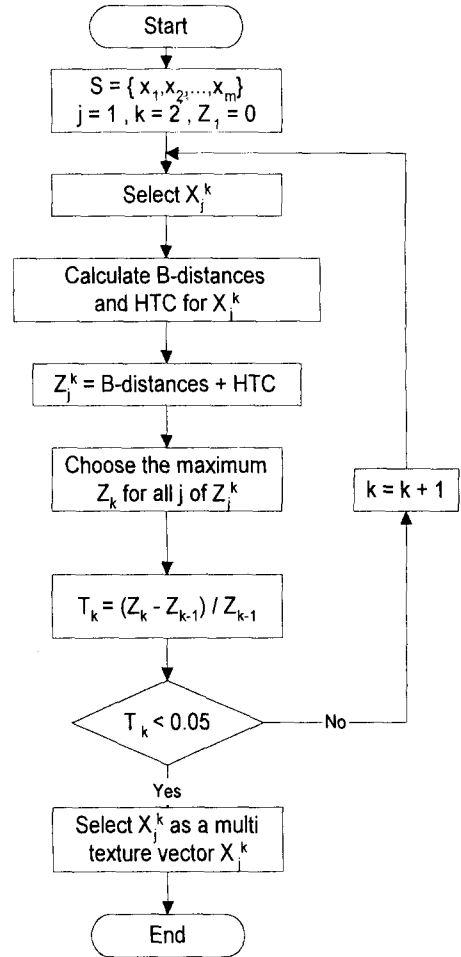 Start
S = { x₁,x₂,...,xₘ}
j = 1 , k = 2 , Z₁ = 0
Select Xⱼᵏ
Calculate B-distances
and HTC for Xⱼᵏ
Zⱼᵏ = B-distances + HTC
Choose the maximum
Zₖ for all j of Zⱼᵏ
k = k + 1
Tₖ = (Zₖ - Zₖ₋₁) / Zₖ₋₁
Tₖ < 0.05
No
Yes
Select Xⱼᵏ as a multi
texture vector Xⱼᵏ
End